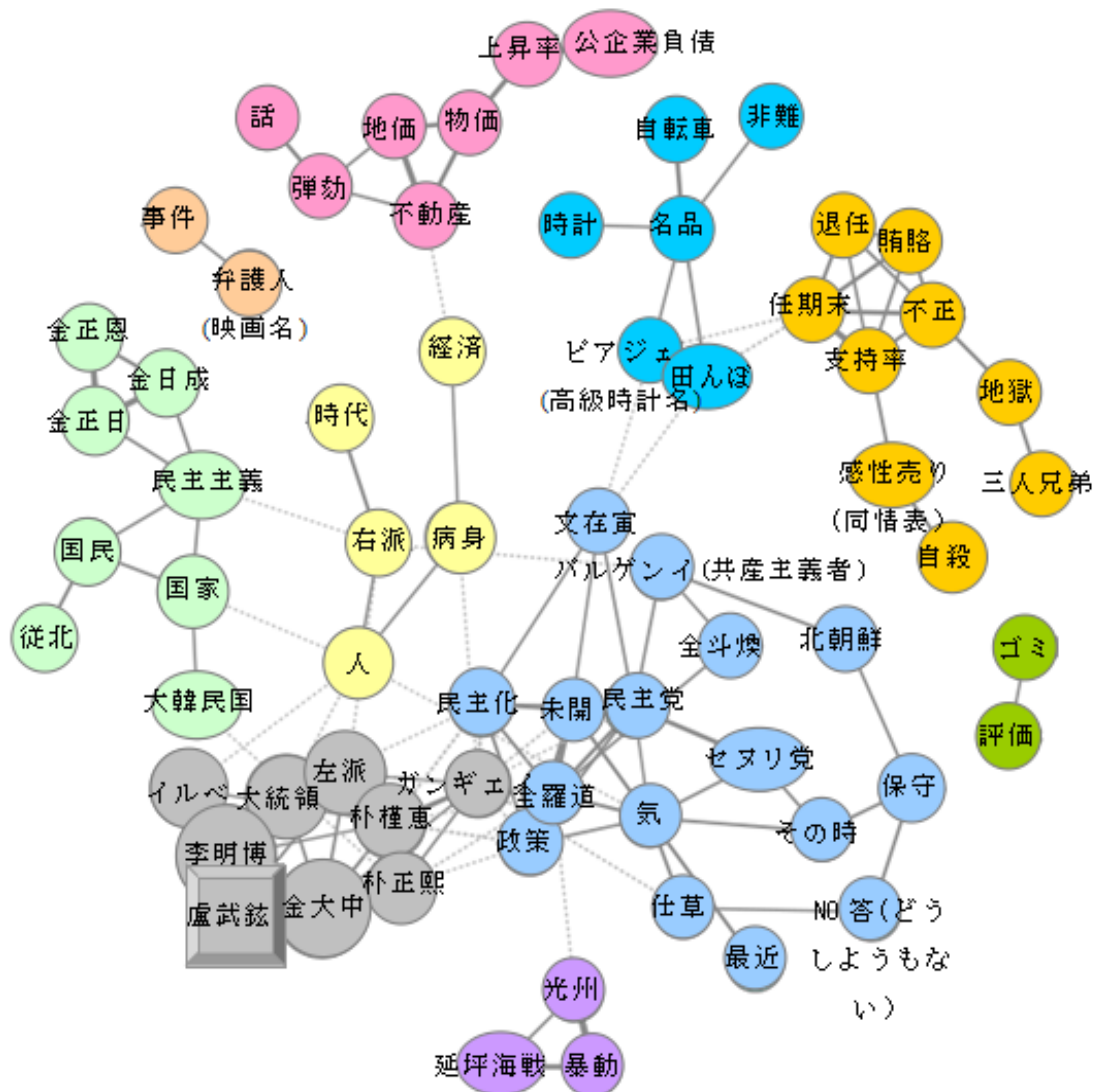 上昇率
公企業負債
話
地価
物価
自転車
非難
弾劾
不動産
事件
時計
名品
退任
賄賂
弁護人
(映画名)
任期末
不正
金正恩
経済
ピアジェ
(高級時計名)
田んぼ
支持率
金日成
金正日
時代
地獄
民主主義
感性売り
(同情表)
三人兄弟
国民
右派
病身
文在寅
パルゲンイ(共産主義者)
自殺
国家
従北
人
全斗煥
北朝鮮
ゴミ
大韓民国
民主化
未開
民主党
評価
イルベ
大統領
左派
ガンギェイ
全羅道
セヌリ党
保守
李明博
朴槿恵
政策
気
その時
盧武鉉
金大中
朴正熙
仕草
NO答(どう
しようもな
い)
最近
光州
延坪海戦
暴動